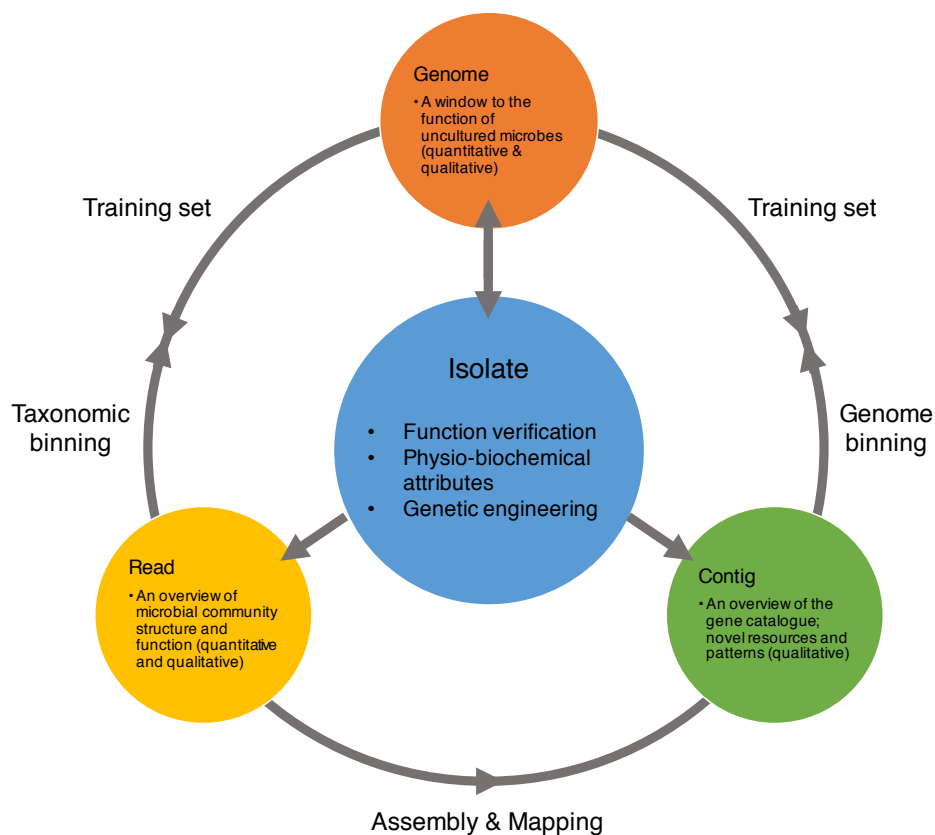 Genome
• A window to the
function of
uncultured microbes
(quantitative &
qualitative)
Training set
Training set
Isolate
• Function verification
• Physio-biochemical
attributes
• Genetic engineering
Taxonomic
binning
Genome
binning
Read
• An overview of
microbial community
structure and
function (quantitative
and qualitative)
Contig
• An overview of the
gene catalogue;
novel resources and
patterns (qualitative)
Assembly & Mapping